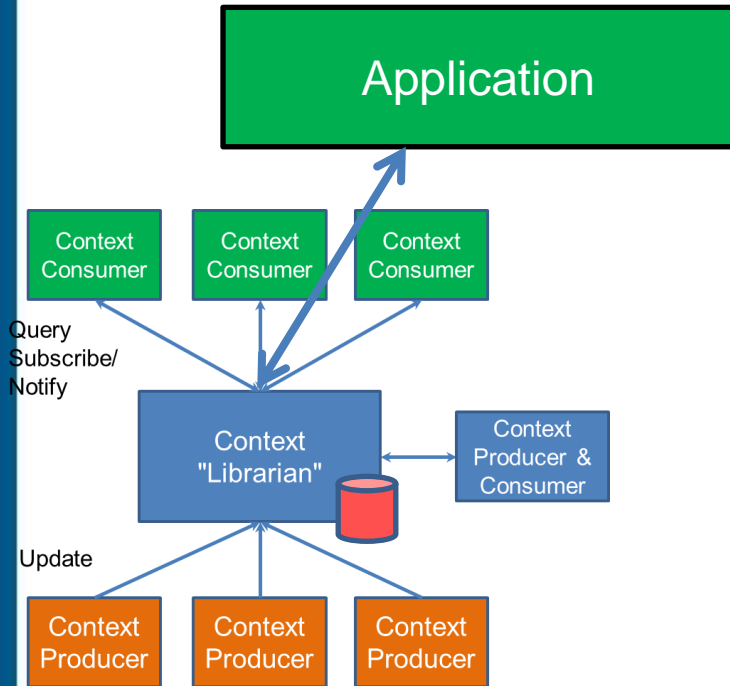 Application
Context
Consumer
Context
Consumer
Context
Consumer
Query
Subscribe/
Notify
Context
"Librarian"
Context
Producer &
Consumer
Update
Context
Producer
Context
Producer
Context
Producer